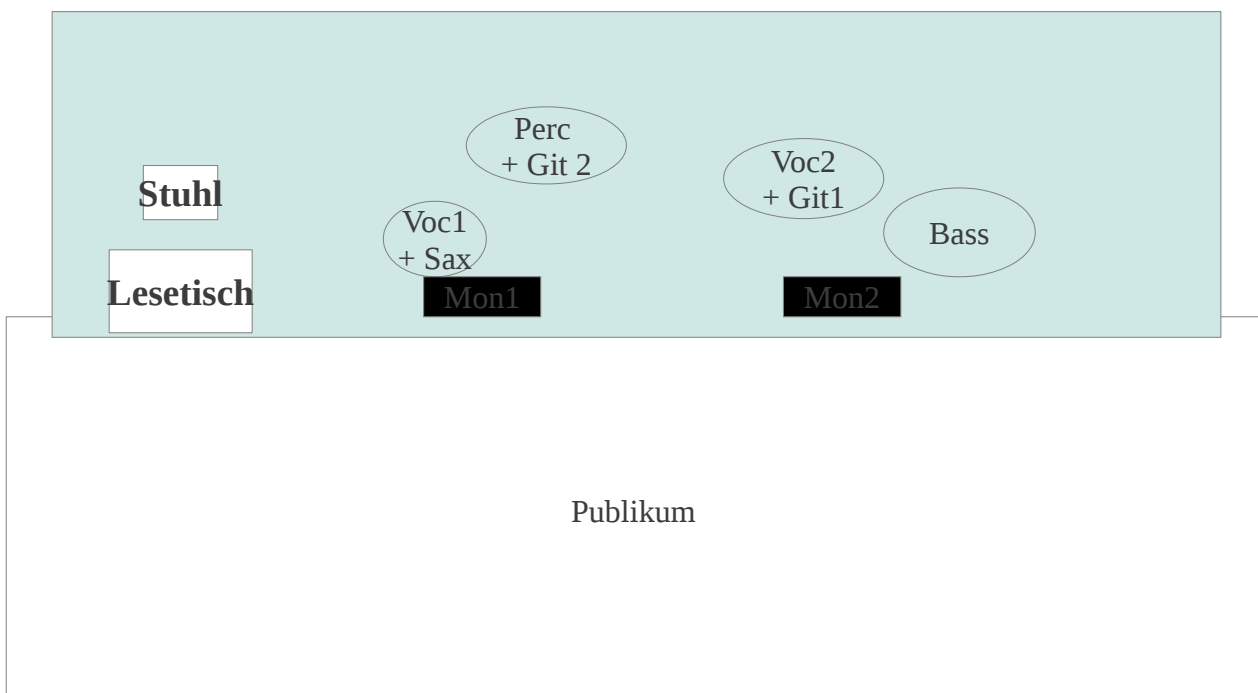 Perc
+ Git 2
Voc2
+ Git1
Stuhl
Voc1
+ Sax
Bass
Lesetisch
Mon1
Mon2
Publikum